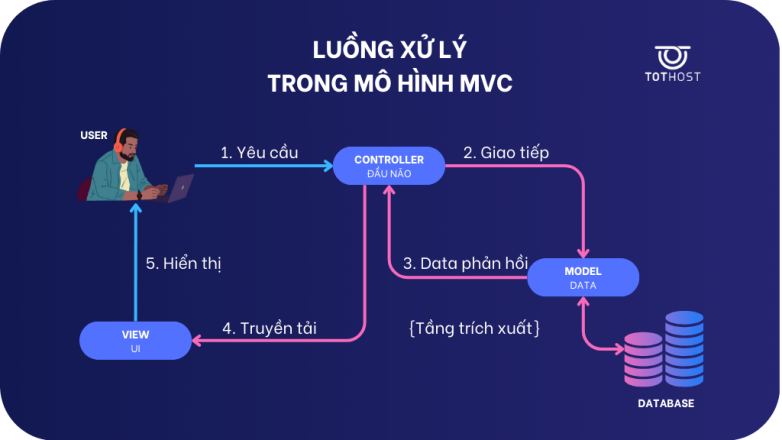 LUỒNG XỬ LÝ
TRONG MÔ HÌNH MVC
TOTHOST
USER
1. Yêu cầu
CONTROLLER
ĐẦU NÃO
2. Giao tiếp
5. Hiển thị
3. Data phản hồi
MODEL
DATA
VIEW
UI
4. Truyền tải
{Tầng trích xuất}
DATABASE